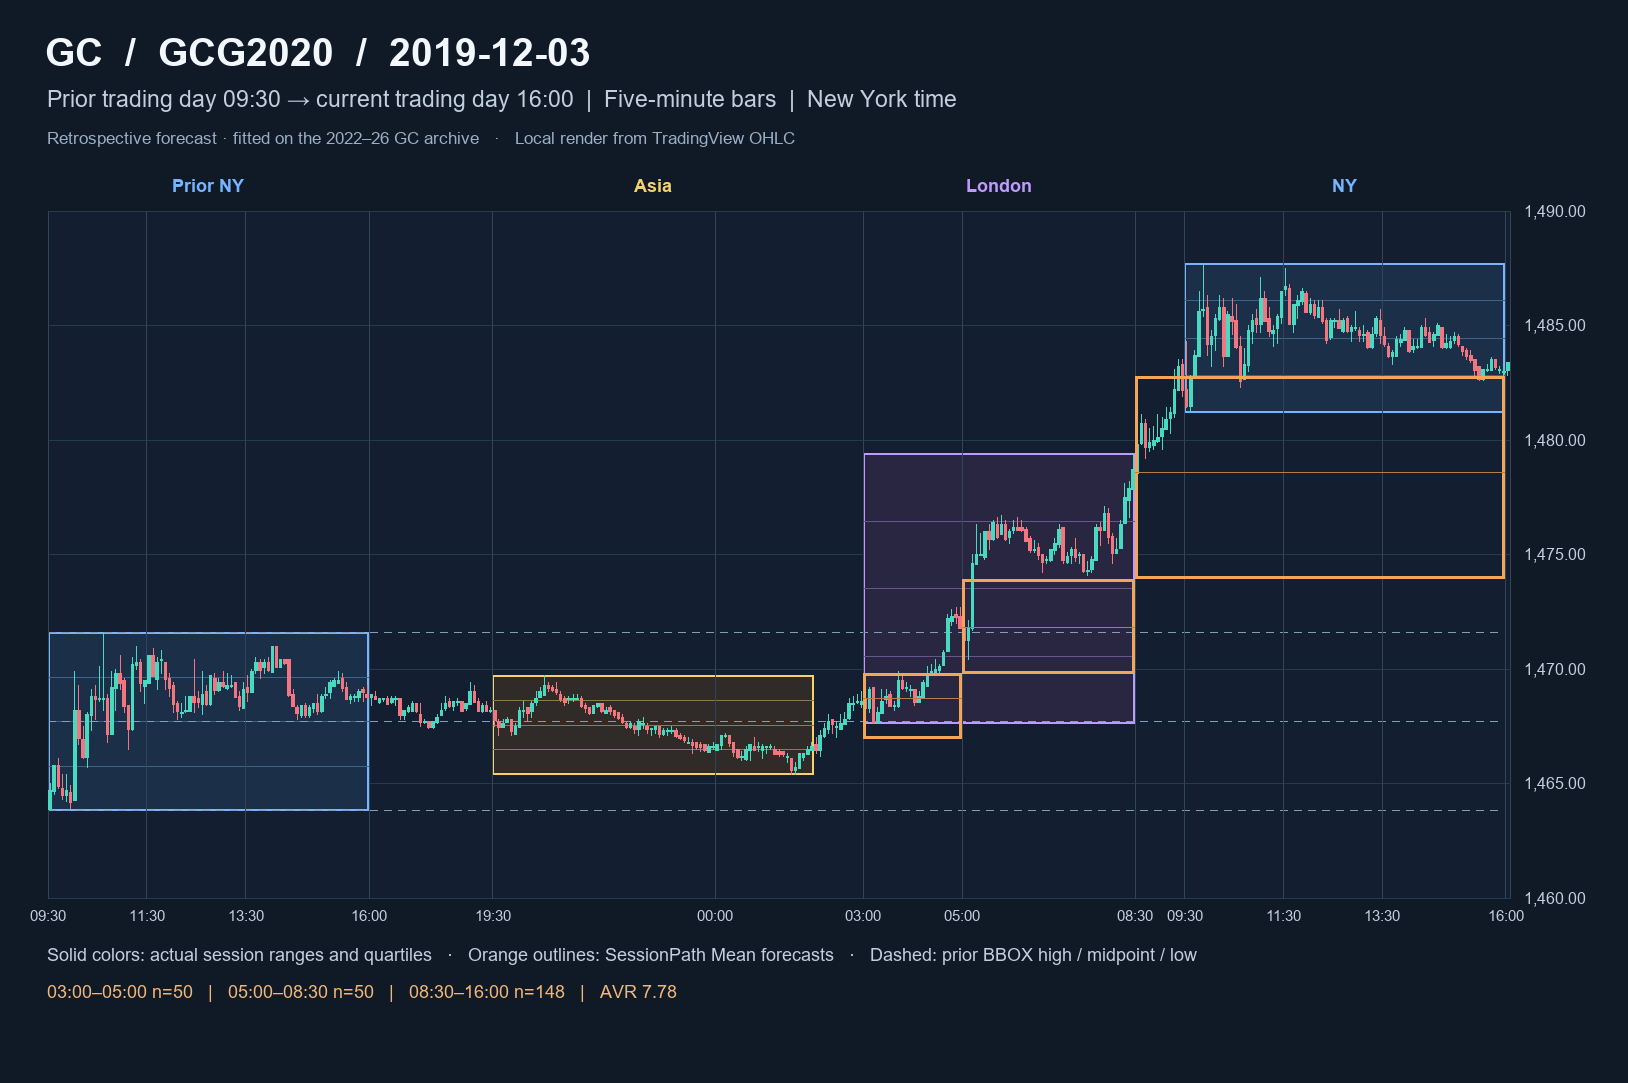 GC / GCG2020 / 2019-12-03
Prior trading day 09:30 → current trading day 16:00 | Five-minute bars | New York time
Retrospective forecast · fitted on the 2022–26 GC archive · Local render from TradingView OHLC
Prior NY Asia London NY
1,490.00
1,485.00
1,480.00
1,475.00
1,470.00
1,465.00
1,460.00
09:30 11:30 13:30 16:00 19:30 00:00 03:00 05:00 08:30 09:30 11:30 13:30 16:00
Solid colors: actual session ranges and quartiles · Orange outlines: SessionPath Mean forecasts · Dashed: prior BBOX high / midpoint / low
03:00–05:00 n=50 | 05:00–08:30 n=50 | 08:30–16:00 n=148 | AVR 7.78